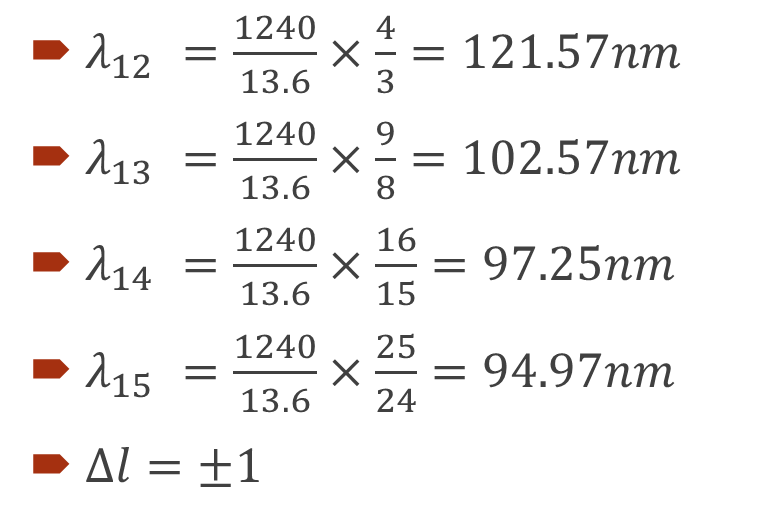 λ₁₂ = 1240/13.6 × 4/3 = 121.57nm
λ₁₃ = 1240/13.6 × 9/8 = 102.57nm
λ₁₄ = 1240/13.6 × 16/15 = 97.25nm
λ₁₅ = 1240/13.6 × 25/24 = 94.97nm
Δl = ±1